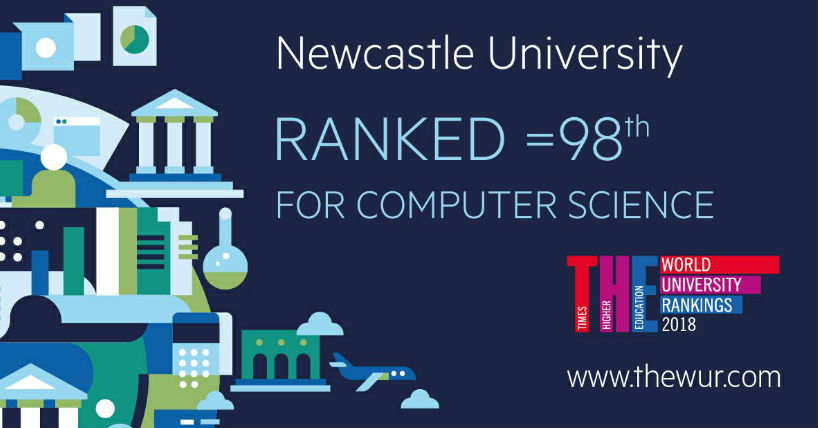 Newcastle University
RANKED =98th
FOR COMPUTER SCIENCE
THE
TIMES
HIGHER
EDUCATION
WORLD
UNIVERSITY
RANKINGS
2018
www.thewur.com